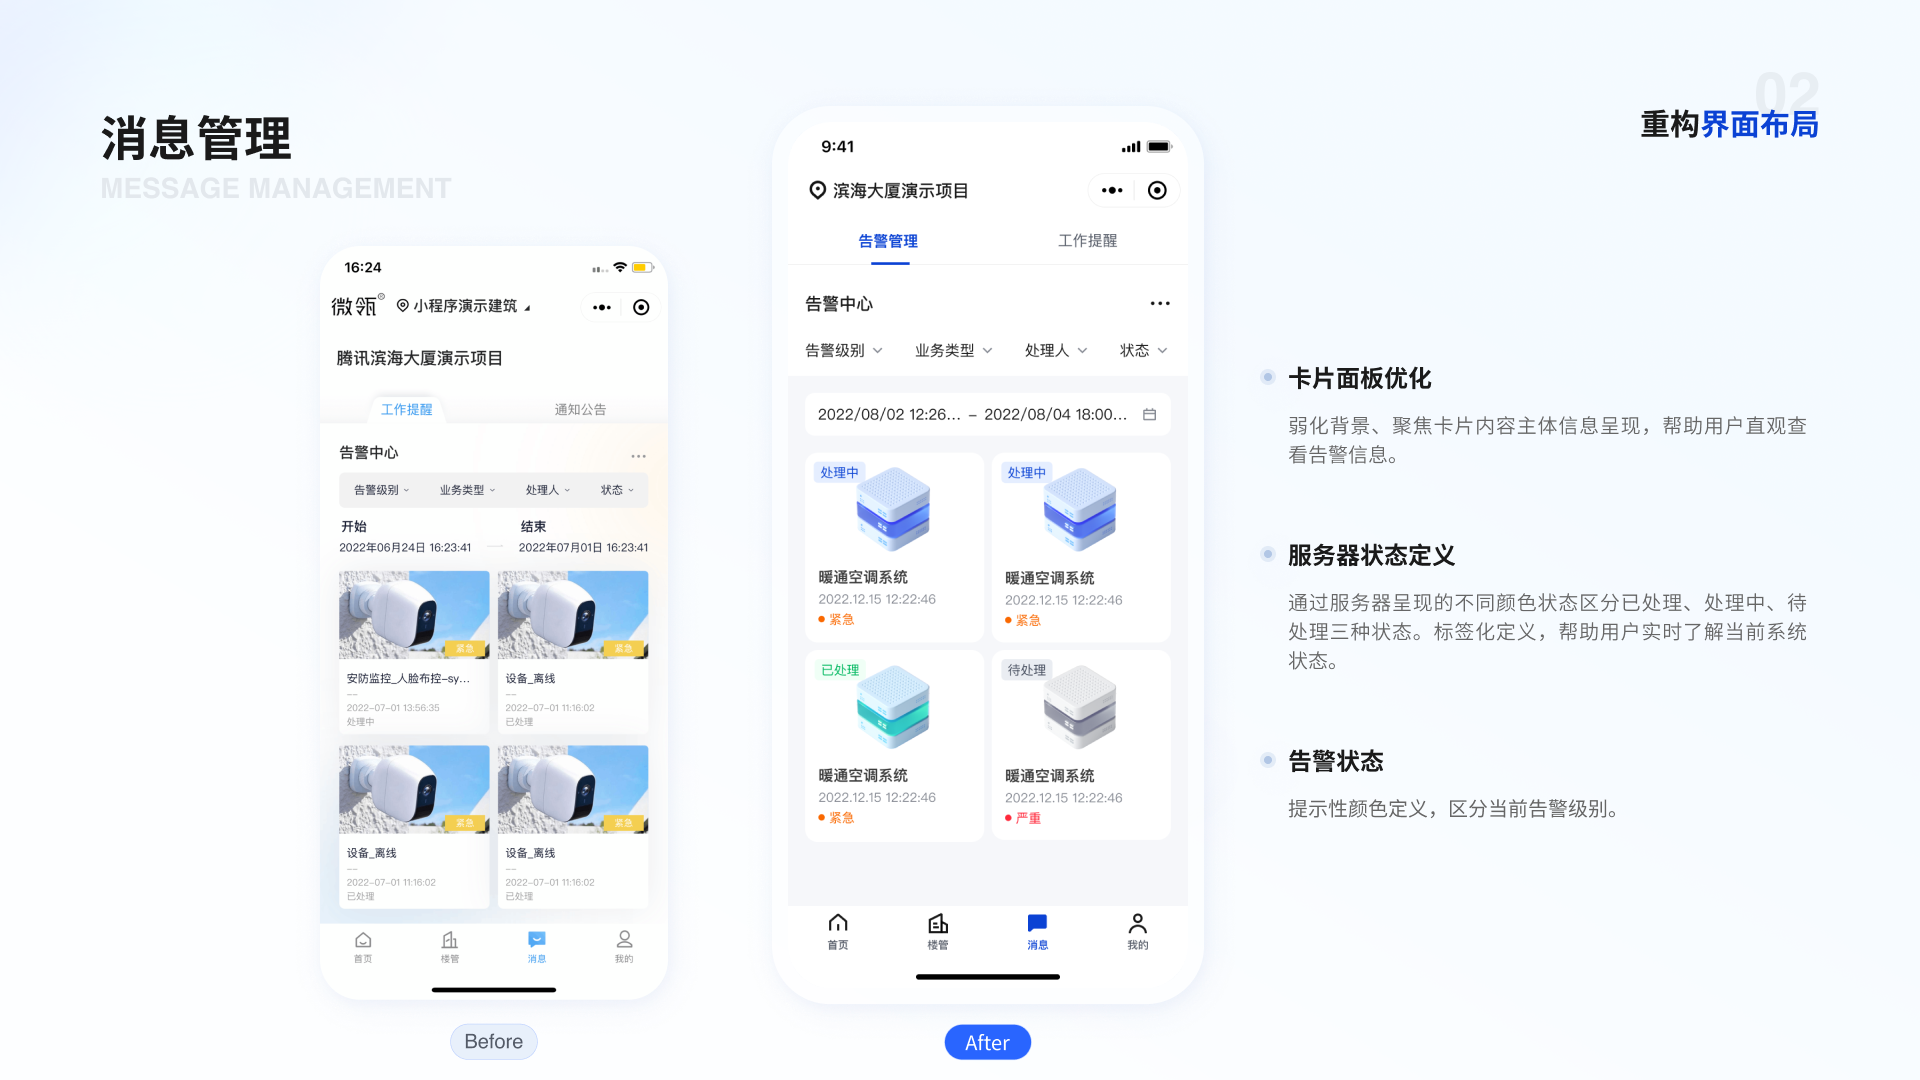 消息管理
MESSAGE MANAGEMENT
02
重构界面布局
16:24
微瓴®
小程序演示建筑
腾讯滨海大厦演示项目
工作提醒
通知公告
告警中心
告警级别
业务类型
处理人
状态
开始
结束
2022年06月24日 16:23:41
2022年07月01日 16:23:41
紧急
紧急
安防监控_人脸布控-sy...
--
2022-07-01 13:56:35
处理中
设备_离线
--
2022-07-01 11:16:02
已处理
紧急
紧急
设备_离线
--
2022-07-01 11:16:02
已处理
设备_离线
--
2022-07-01 11:16:02
已处理
首页
楼管
消息
我的
Before
9:41
滨海大厦演示项目
告警管理
工作提醒
告警中心
告警级别
业务类型
处理人
状态
2022/08/02 12:26... – 2022/08/04 18:00...
处理中
暖通空调系统
2022.12.15 12:22:46
紧急
处理中
暖通空调系统
2022.12.15 12:22:46
紧急
已处理
暖通空调系统
2022.12.15 12:22:46
紧急
待处理
暖通空调系统
2022.12.15 12:22:46
严重
首页
楼管
消息
我的
After
卡片面板优化
弱化背景、聚焦卡片内容主体信息呈现，帮助用户直观查
看告警信息。
服务器状态定义
通过服务器呈现的不同颜色状态区分已处理、处理中、待
处理三种状态。标签化定义，帮助用户实时了解当前系统
状态。
告警状态
提示性颜色定义，区分当前告警级别。